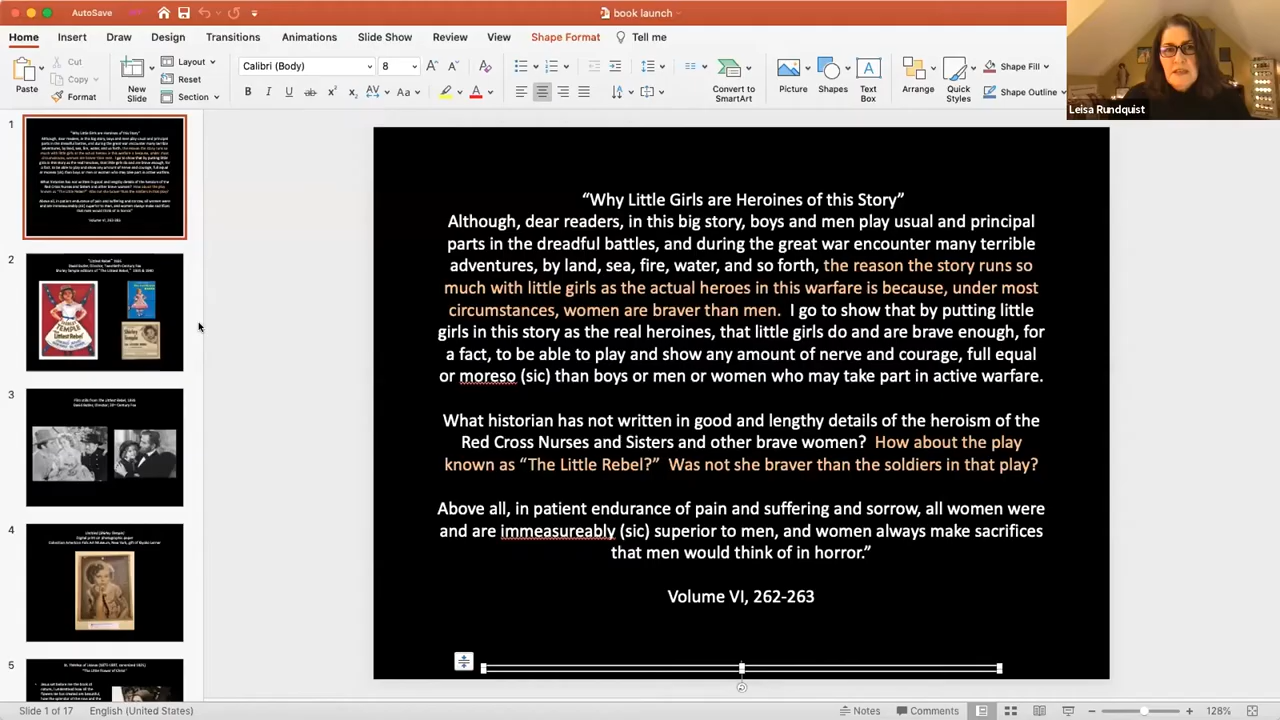 AutoSave
book launch
Home Insert Draw Design Transitions Animations Slide Show Review View Shape Format Tell me
Paste
Cut
Copy
Format
New Slide
Layout
Reset
Section
Calibri (Body) 8
Convert to SmartArt
Picture
Shapes
Text Box
Arrange
Quick Styles
Shape Fill
Shape Outline
Leisa Rundquist
1
2
3
4
5
“Why Little Girls are Heroines of this Story”
Although, dear readers, in this big story, boys and men play usual and principal
parts in the dreadful battles, and during the great war encounter many terrible
adventures, by land, sea, fire, water, and so forth, the reason the story runs so
much with little girls as the actual heroes in this warfare is because, under most
circumstances, women are braver than men. I go to show that by putting little
girls in this story as the real heroines, that little girls do and are brave enough, for
a fact, to be able to play and show any amount of nerve and courage, full equal
or moreso (sic) than boys or men or women who may take part in active warfare.
What historian has not written in good and lengthy details of the heroism of the
Red Cross Nurses and Sisters and other brave women? How about the play
known as “The Little Rebel?” Was not she braver than the soldiers in that play?
Above all, in patient endurance of pain and suffering and sorrow, all women were
and are immeasureably (sic) superior to men, and women always make sacrifices
that men would think of in horror.”
Volume VI, 262-263
Slide 1 of 17 English (United States)
Notes Comments 128%